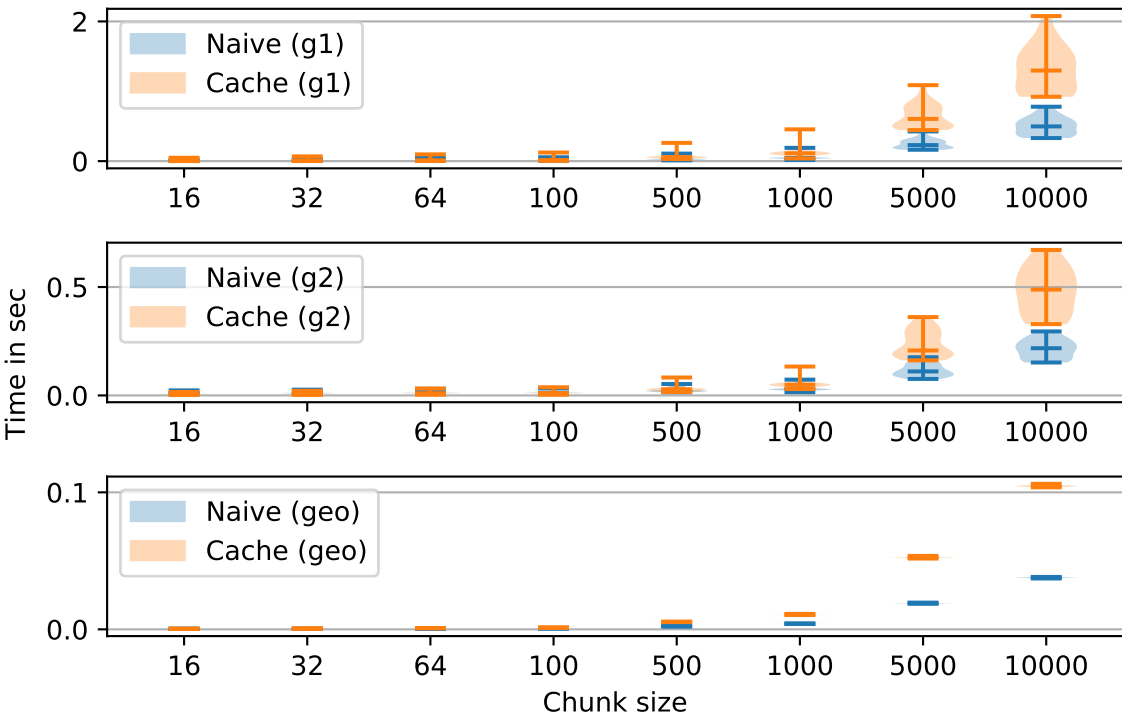 2
Naive (g1)
Cache (g1)
0
16 32 64 100 500 1000 5000 10000
Naive (g2)
0.5
Cache (g2)
0.0
16 32 64 100 500 1000 5000 10000
Time in sec
0.1
Naive (geo)
Cache (geo)
0.0
16 32 64 100 500 1000 5000 10000
Chunk size